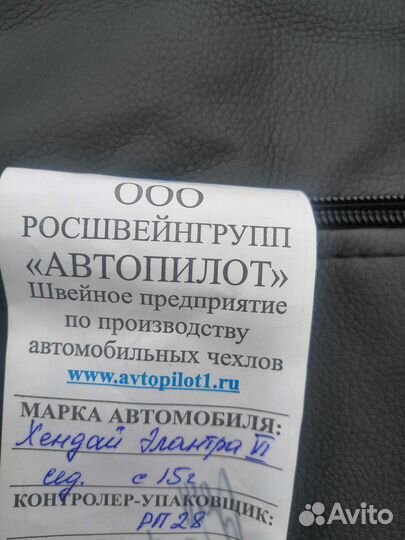 ООО
РОСШВЕЙНГРУПП
«АВТОПИЛОТ»
Швейное предприятие
по производству
автомобильных чехлов
www.avtopilot1.ru
МАРКА АВТОМОБИЛЯ:
Хендай Элантра VI
сед. с 15г
КОНТРОЛЕР-УПАКОВЩИК:
РП 28
Avito